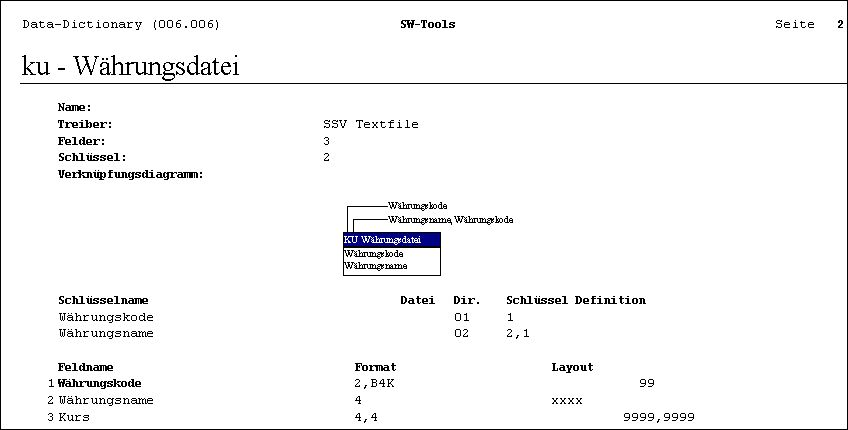 Data-Dictionary (006.006) SW-Tools Seite 2
ku - Währungsdatei
Name:
Treiber: SSV Textfile
Felder: 3
Schlüssel: 2
Verknüpfungsdiagramm:
Währungskode
Währungsname,Währungskode
KU Währungsdatei
Währungskode
Währungsname
Schlüsselname Datei Dir. Schlüssel Definition
Währungskode 01 1
Währungsname 02 2,1
Feldname Format Layout
1 Währungskode 2,B4K 99
2 Währungsname 4 xxxx
3 Kurs 4,4 9999,9999